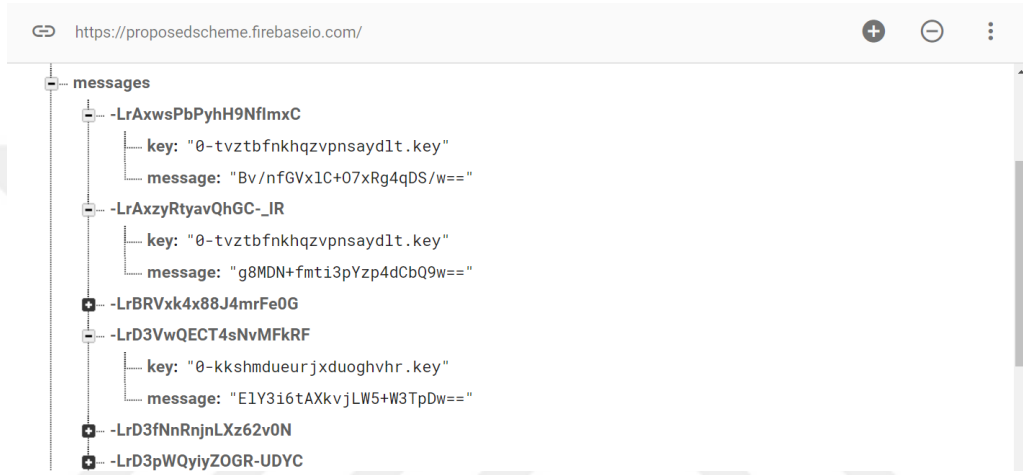 https://proposedscheme.firebaseio.com/
messages
-LrAxwsPbPyhH9NfImxC
key: "0-tvztbfnkhqzvpnsaydlt.key"
message: "Bv/nfGVxlC+O7xRg4qDS/w=="
-LrAxzyRtyavQhGC-_IR
key: "0-tvztbfnkhqzvpnsaydlt.key"
message: "g8MDN+fmti3pYzp4dCbQ9w=="
-LrBRVxk4x88J4mrFe0G
-LrD3VwQECT4sNvMFkRF
key: "0-kkshmdueurjxduoghvhr.key"
message: "ElY3i6tAXkvjLW5+W3TpDw=="
-LrD3fNnRnjnLXz62v0N
-LrD3pWQyiyZOGR-UDYC